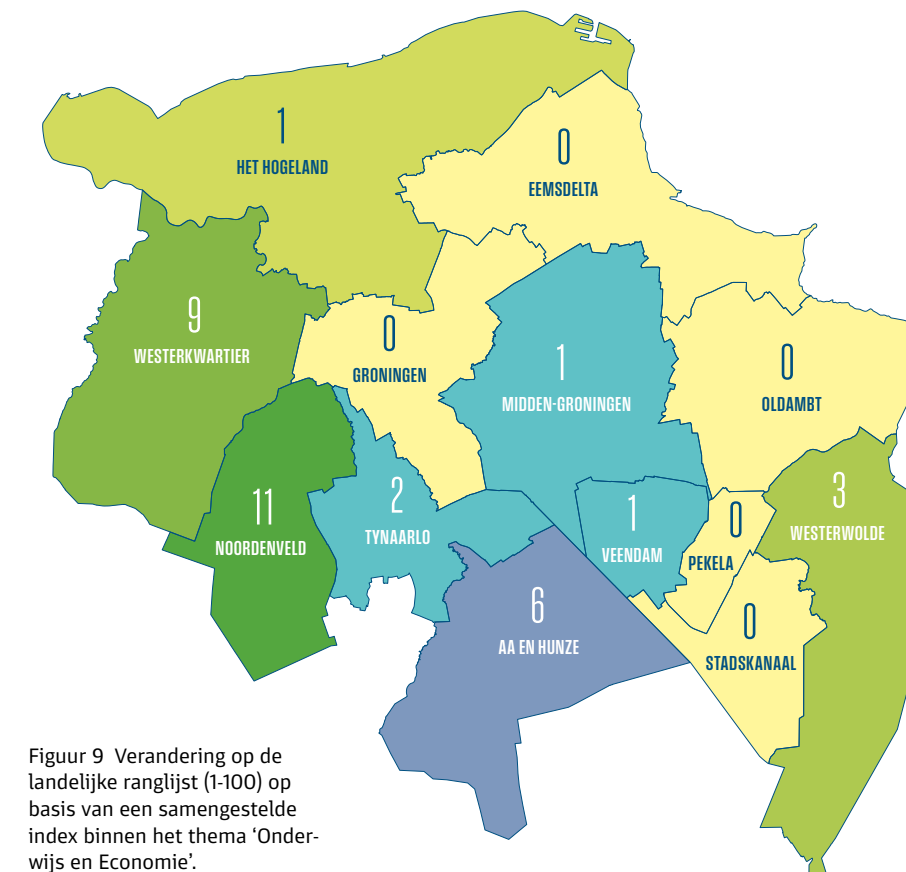 1
HET HOGELAND
0
EEMSDELTA
9
WESTERKWARTIER
0
GRONINGEN
1
MIDDEN-GRONINGEN
0
OLDAMBT
11
NOORDENVELD
2
TYNAARLO
1
VEENDAM
0
PEKELA
3
WESTERWOLDE
6
AA EN HUNZE
0
STADSKANAAL
Figuur 9 Verandering op de
landelijke ranglijst (1-100) op
basis van een samengestelde
index binnen het thema ‘Onder-
wijs en Economie’.